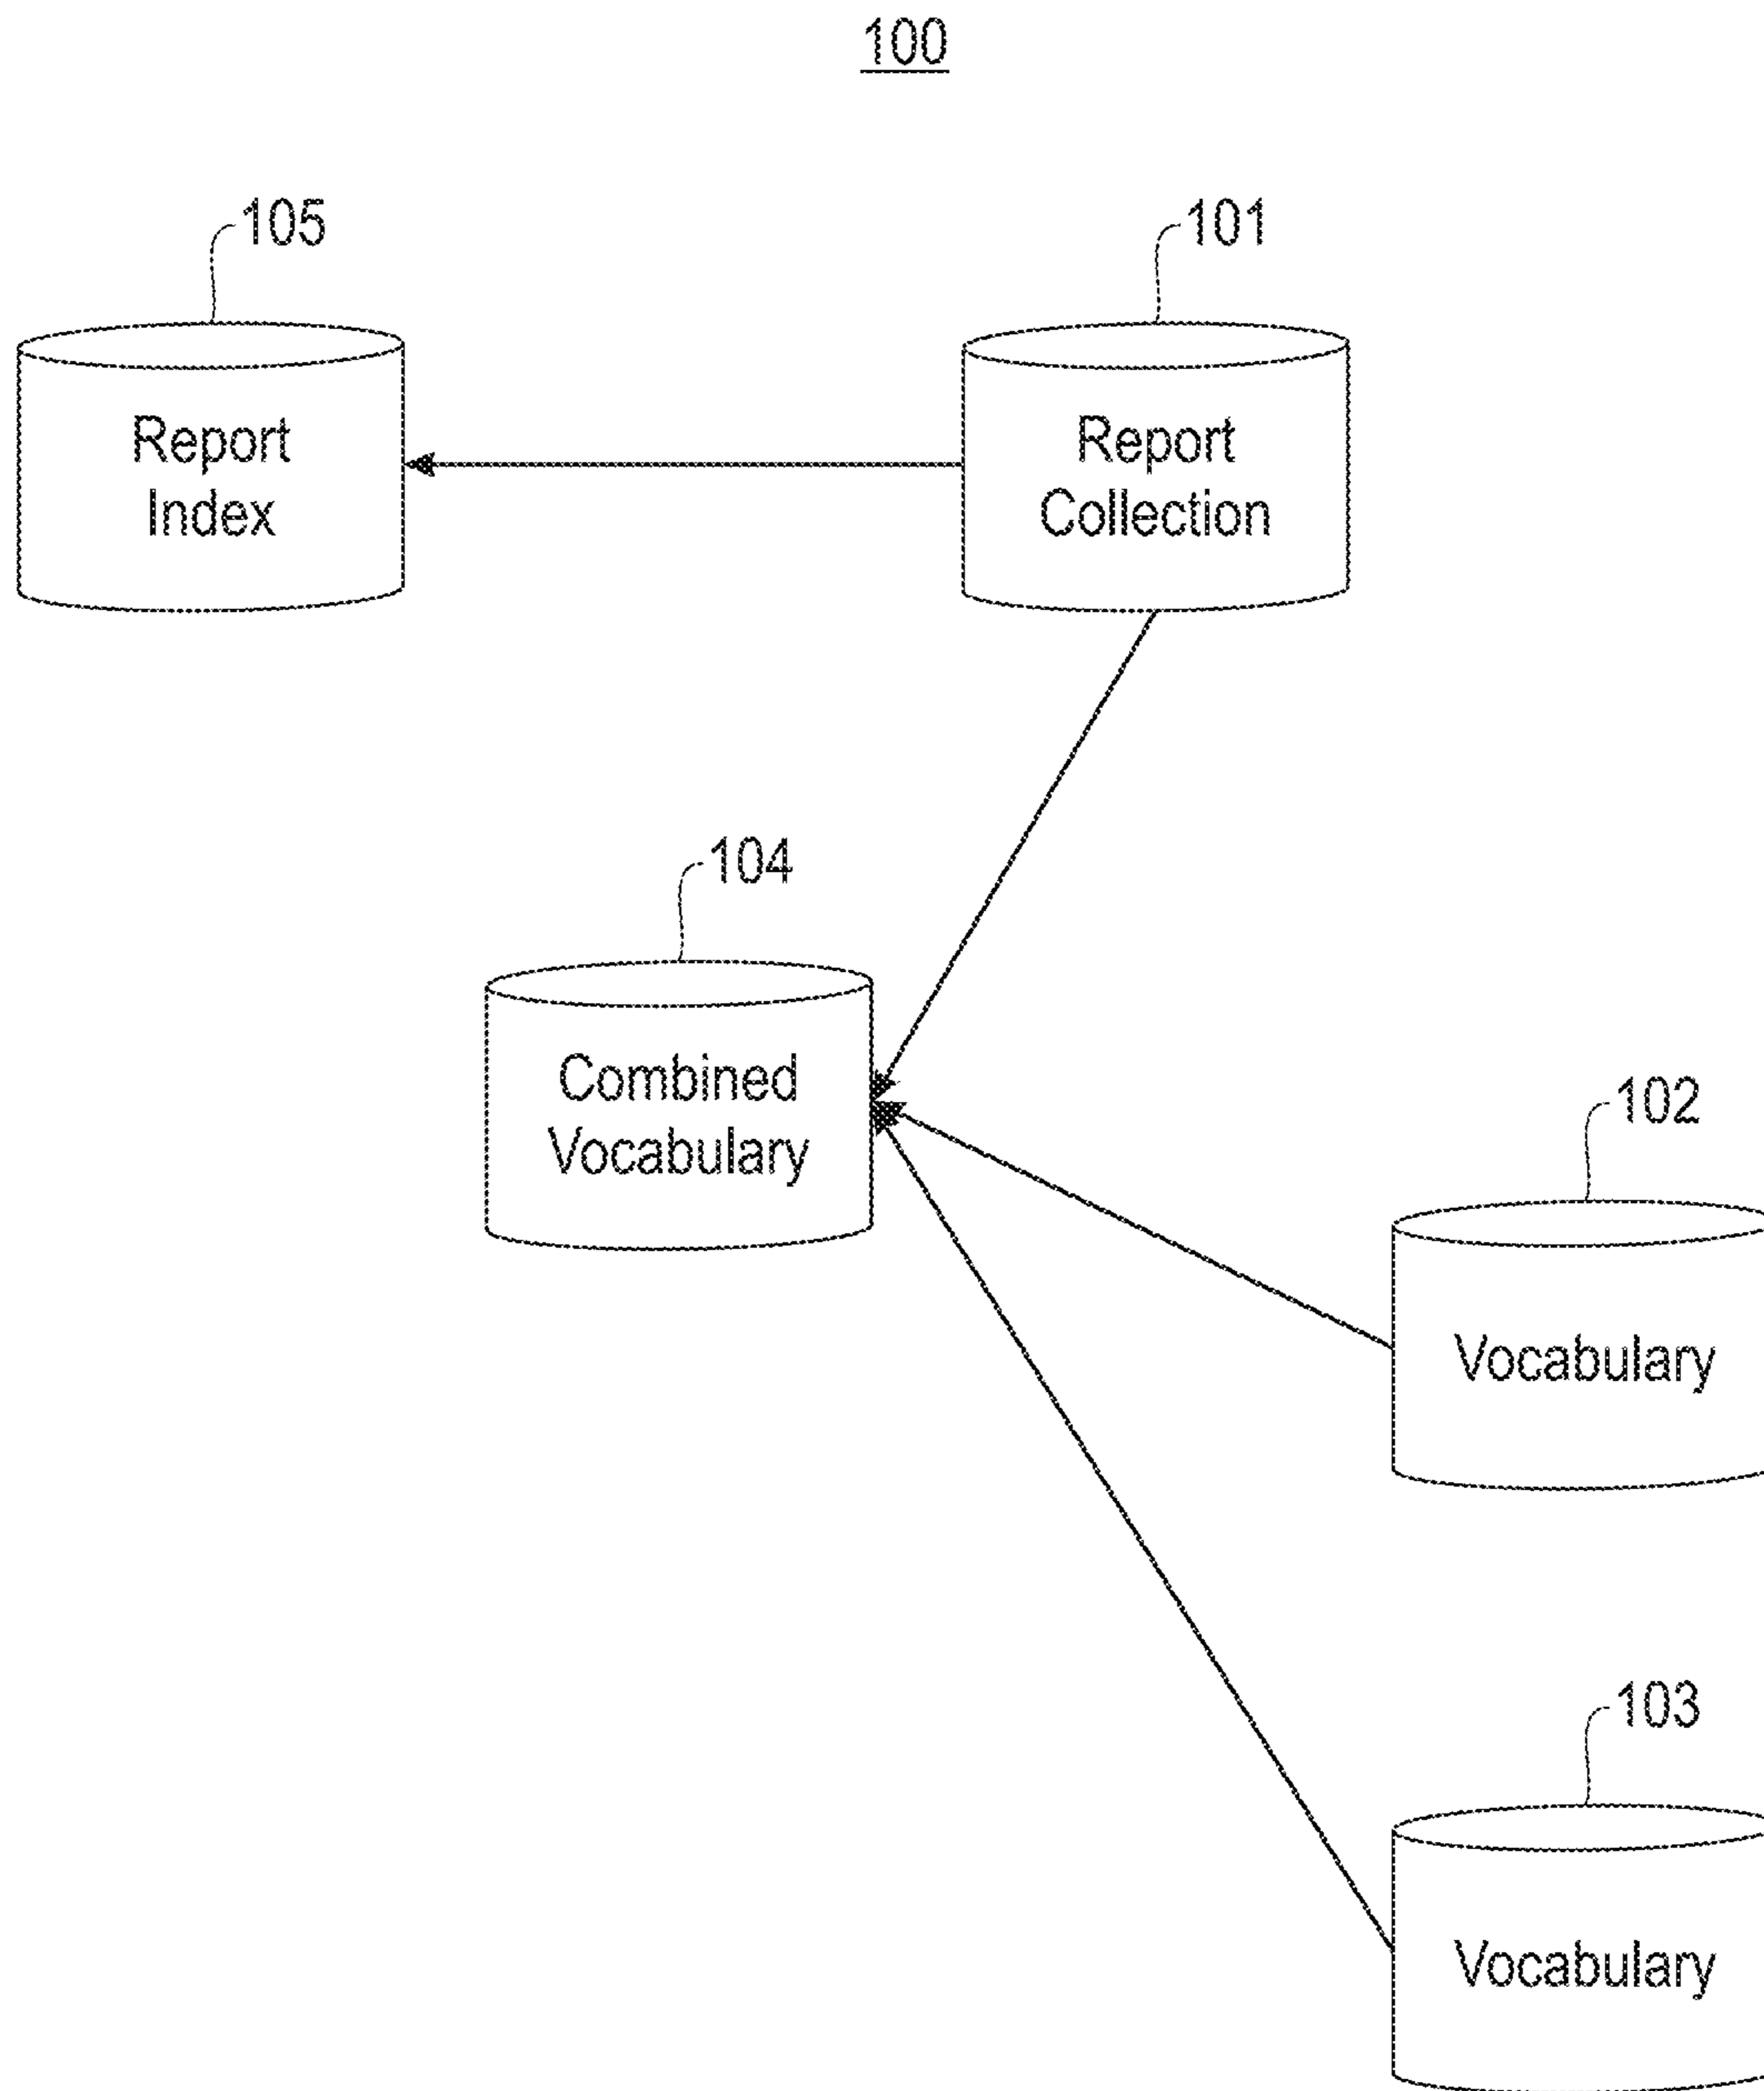 100
105
101
Report
Index
Report
Collection
104
Combined
Vocabulary
102
Vocabulary
103
Vocabulary